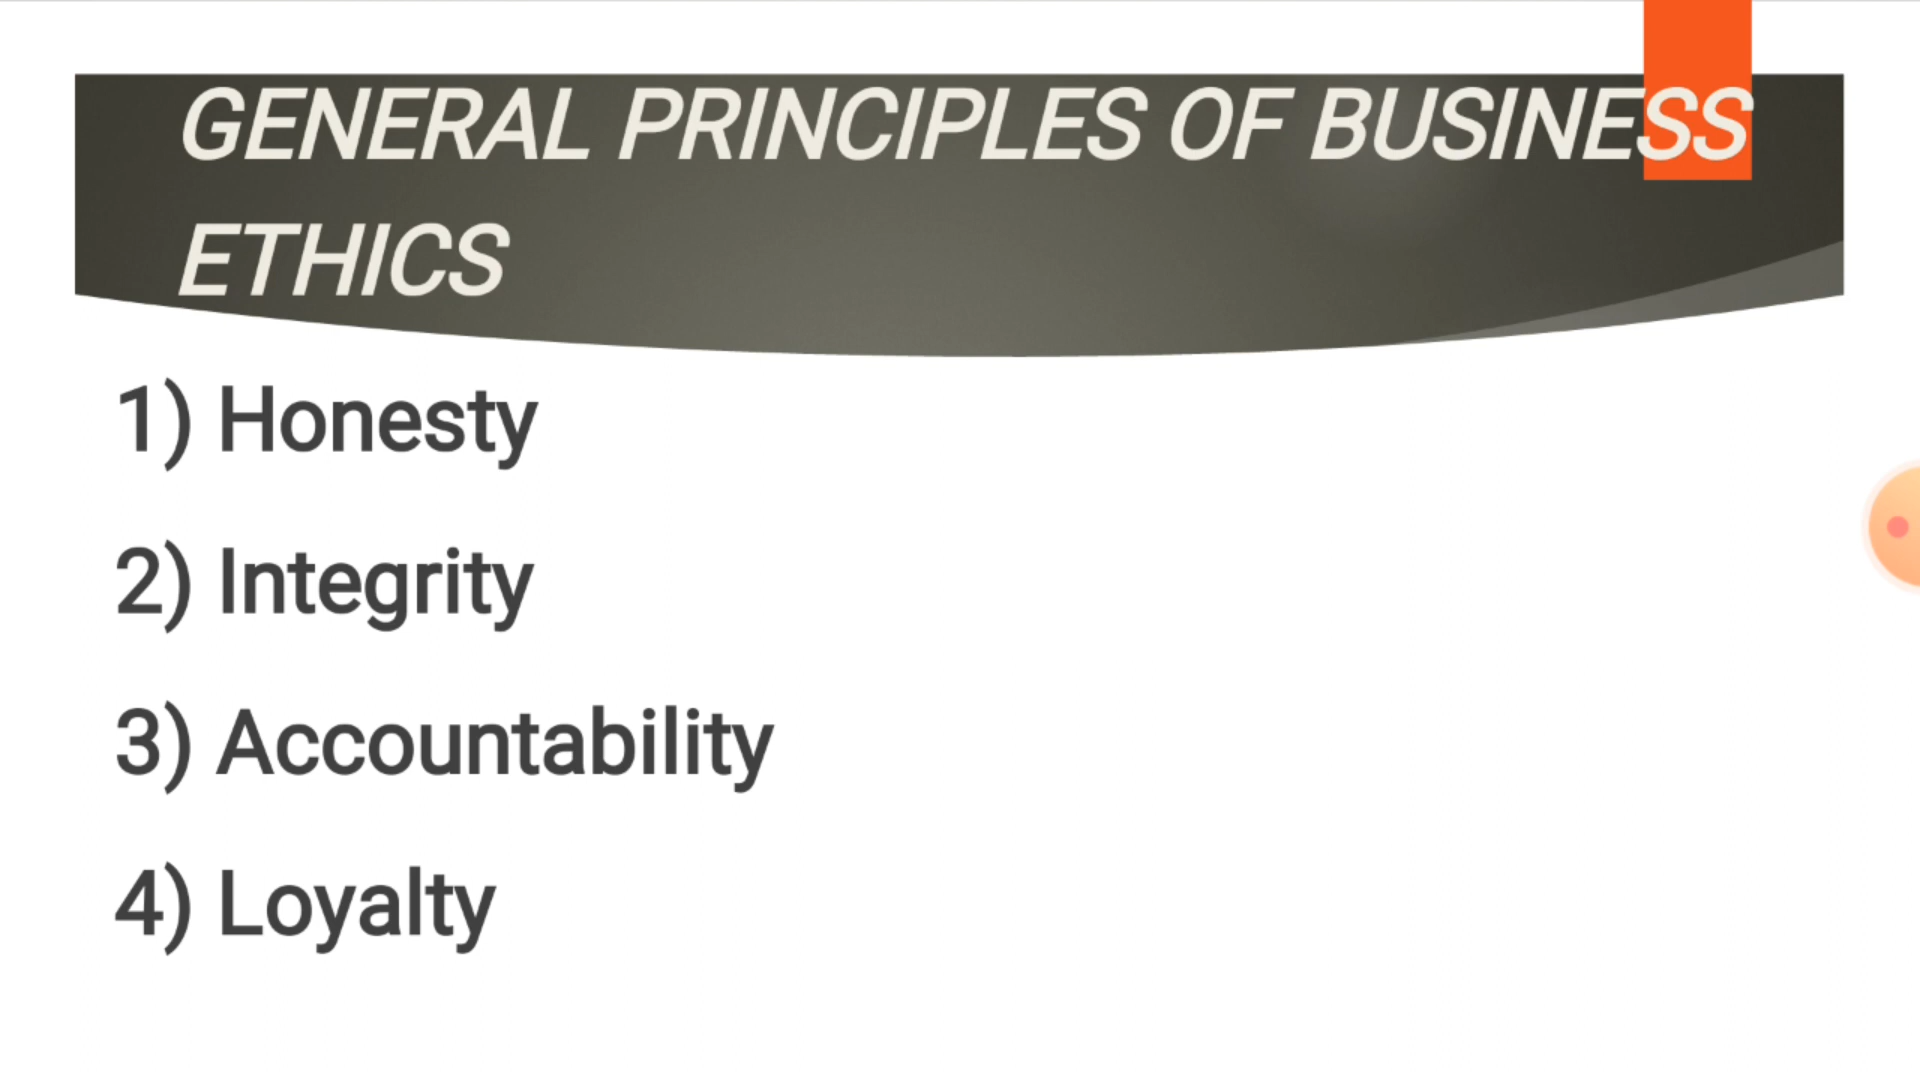 GENERAL PRINCIPLES OF BUSINESS
ETHICS
1) Honesty
2) Integrity
3) Accountability
4) Loyalty